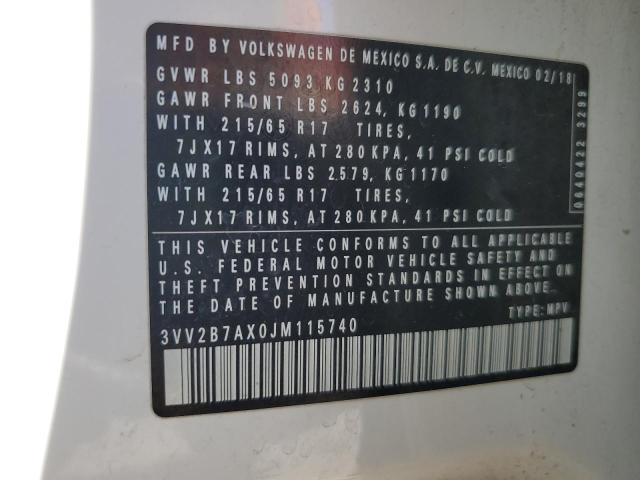 MFD BY VOLKSWAGEN DE MEXICO S.A. DE C.V. MEXICO 02/18
GVWR LBS 5093 KG 2310
GAWR FRONT LBS 2624, KG 1190
WITH 215/65 R17 TIRES,
7JX17 RIMS, AT 280 KPA, 41 PSI COLD
GAWR REAR LBS 2579, KG 1170
WITH 215/65 R17 TIRES,
7JX17 RIMS, AT 280 KPA, 41 PSI COLD
0640422 3299
THIS VEHICLE CONFORMS TO ALL APPLICABLE
U.S. FEDERAL MOTOR VEHICLE SAFETY AND
THEFT PREVENTION STANDARDS IN EFFECT ON
THE DATE OF MANUFACTURE SHOWN ABOVE.
3VV2B7AX0JM115740 TYPE: MPV